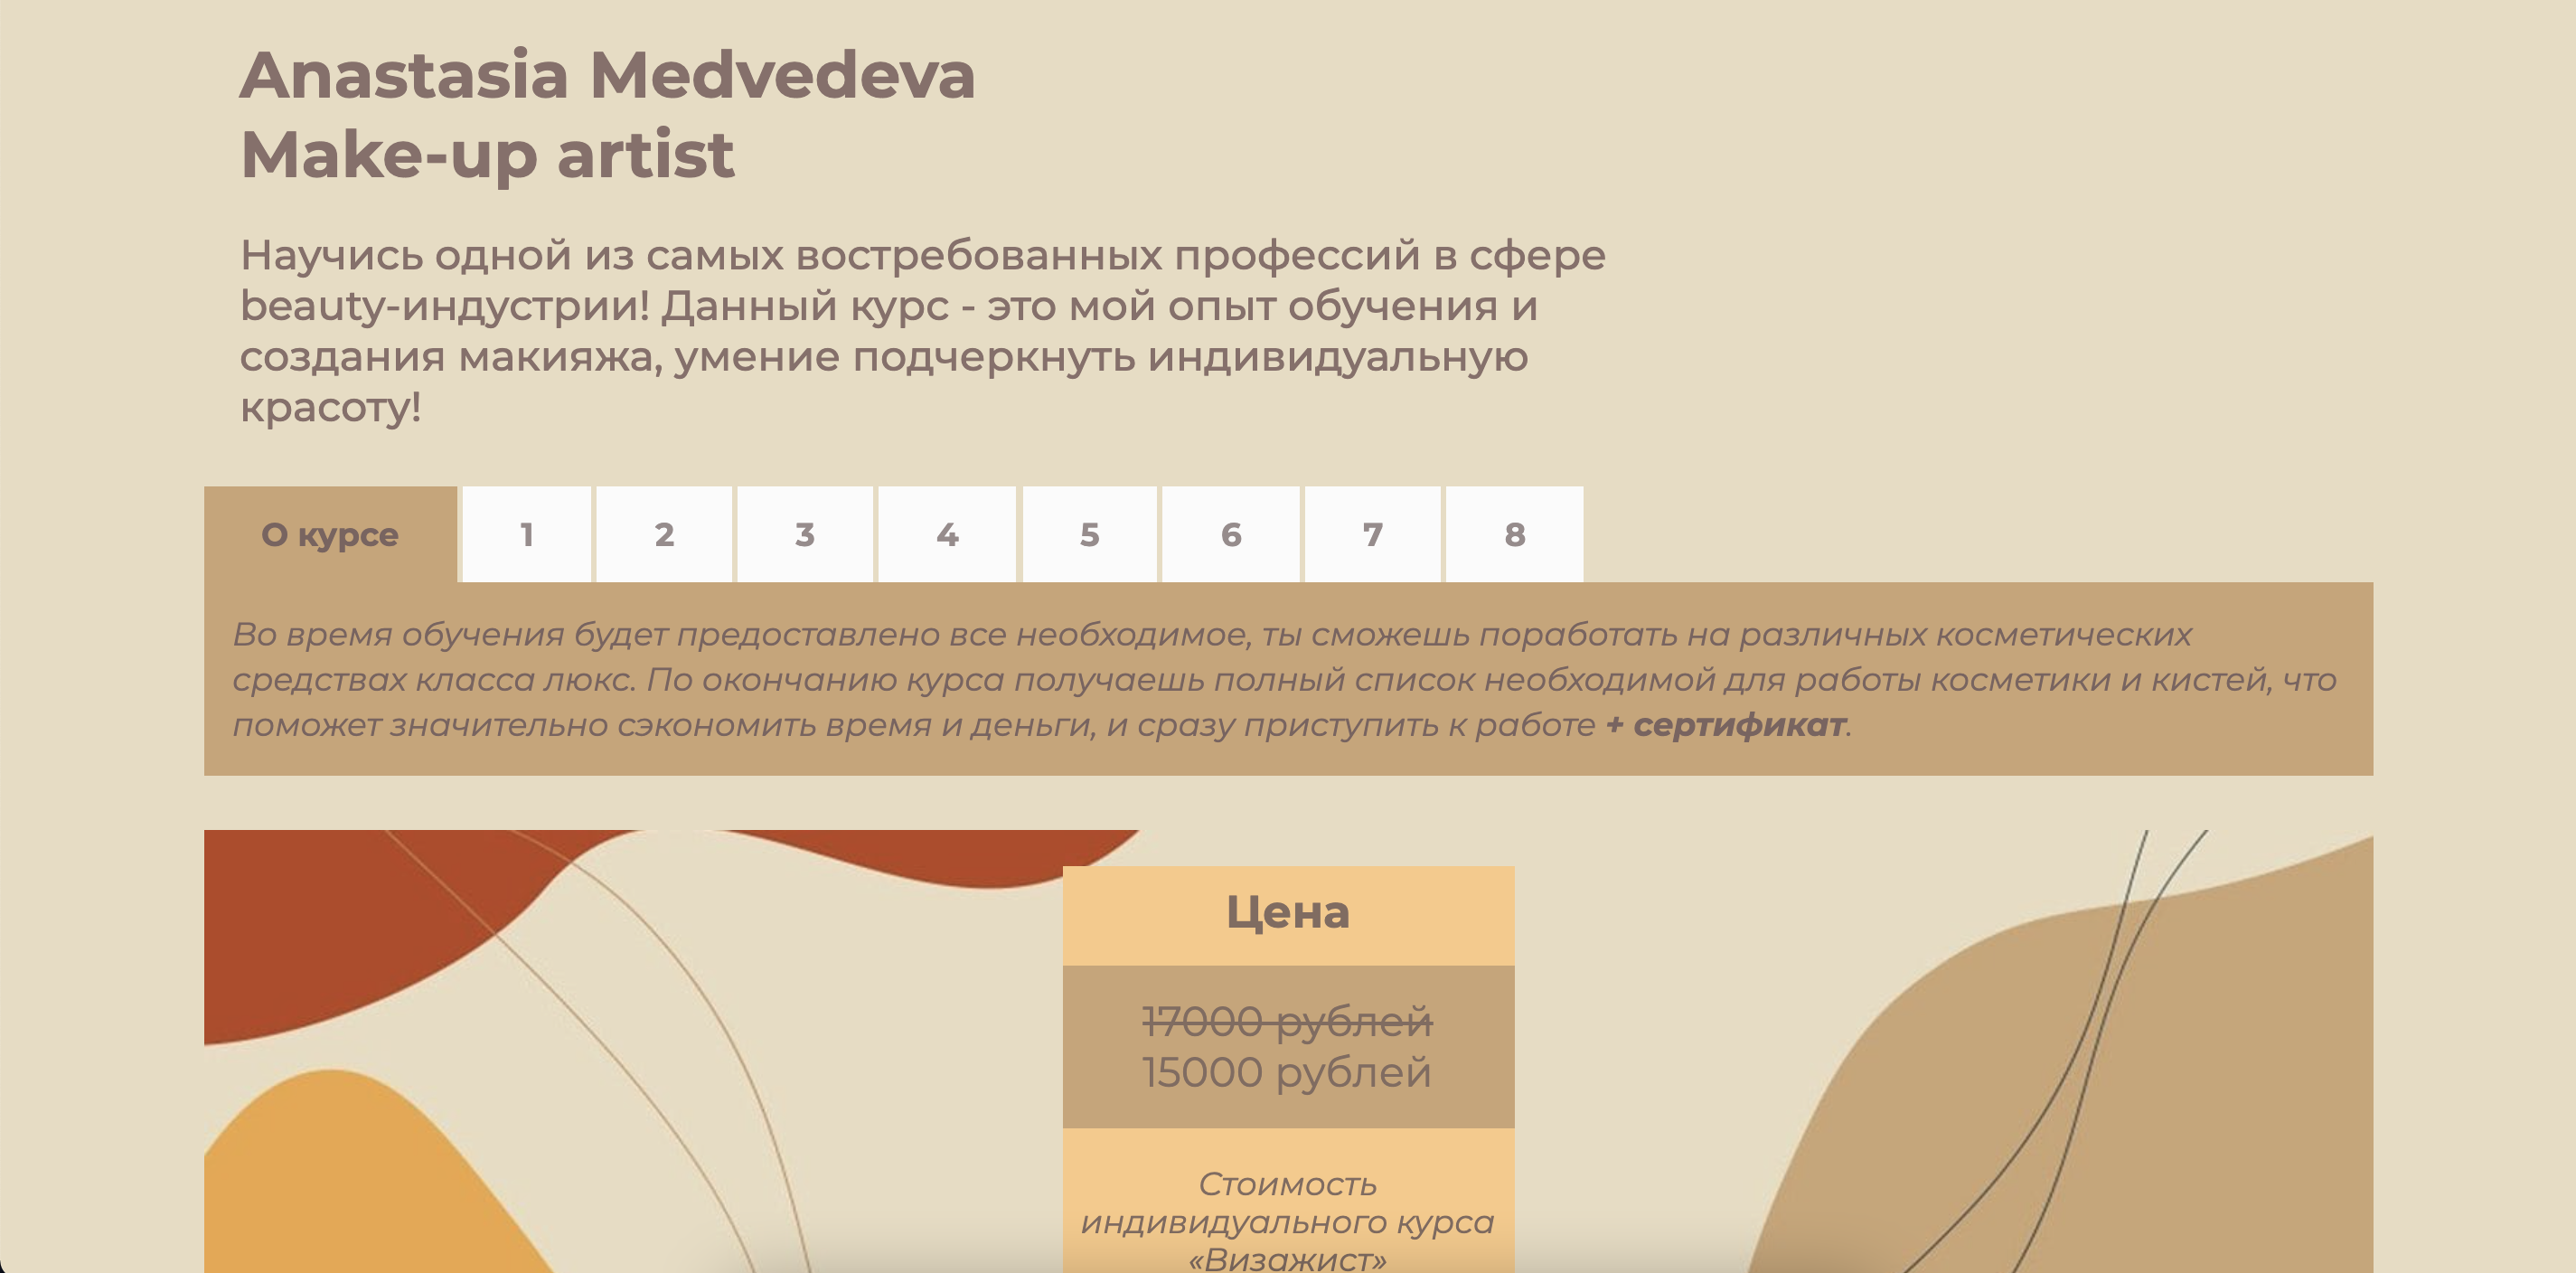 Anastasia Medvedeva
Make-up artist
Научись одной из самых востребованных профессий в сфере
beauty-индустрии! Данный курс - это мой опыт обучения и
создания макияжа, умение подчеркнуть индивидуальную
красоту!
О курсе 1 2 3 4 5 6 7 8
Во время обучения будет предоставлено все необходимое, ты сможешь поработать на различных косметических
средствах класса люкс. По окончанию курса получаешь полный список необходимой для работы косметики и кистей, что
поможет значительно сэкономить время и деньги, и сразу приступить к работе + сертификат.
Цена
17000 рублей
15000 рублей
Стоимость
индивидуального курса
«Визажист»